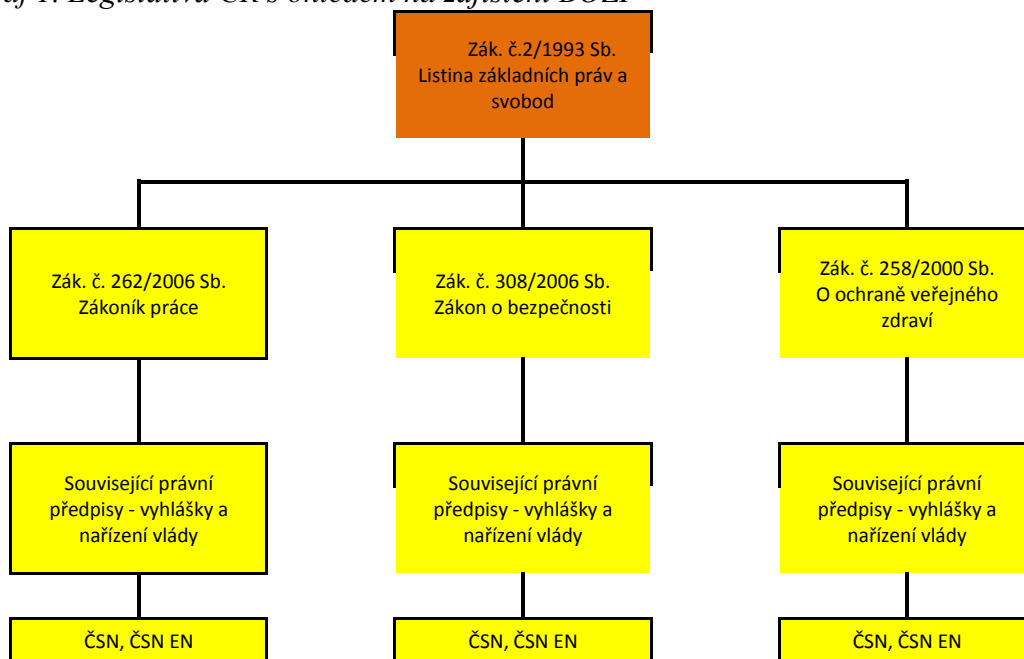 Zák. č.2/1993 Sb.
Listina základních práv a
svobod
Zák. č. 262/2006 Sb.
Zákoník práce
Zák. č. 308/2006 Sb.
Zákon o bezpečnosti
Zák. č. 258/2000 Sb.
O ochraně veřejného
zdraví
Související právní
předpisy - vyhlášky a
nařízení vlády
Související právní
předpisy - vyhlášky a
nařízení vlády
Související právní
předpisy - vyhlášky a
nařízení vlády
ČSN, ČSN EN
ČSN, ČSN EN
ČSN, ČSN EN